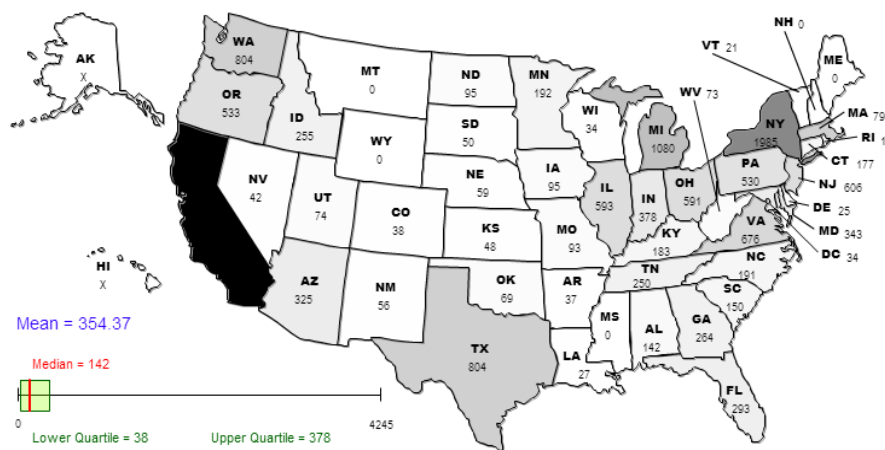 NH 0
VT 21
ME
0
AK
X
WA
804
MT
0
ND
95
MN
192
OR
533
ID
255
SD
50
WI
34
WV 73
MI
1080
NY
1985
MA 79
RI 1
WY
0
CT 177
PA
530
NV
42
UT
74
NE
59
IA
95
IL
593
IN
378
OH
591
NJ 606
DE 25
CO
38
KS
48
MO
93
KY
183
VA
676
MD 343
DC 34
HI
X
AZ
325
NM
56
OK
69
AR
37
TN
250
NC
191
SC
150
MS
0
AL
142
GA
264
TX
804
LA
27
FL
293
Mean = 354.37
Median = 142
0
4245
Lower Quartile = 38
Upper Quartile = 378